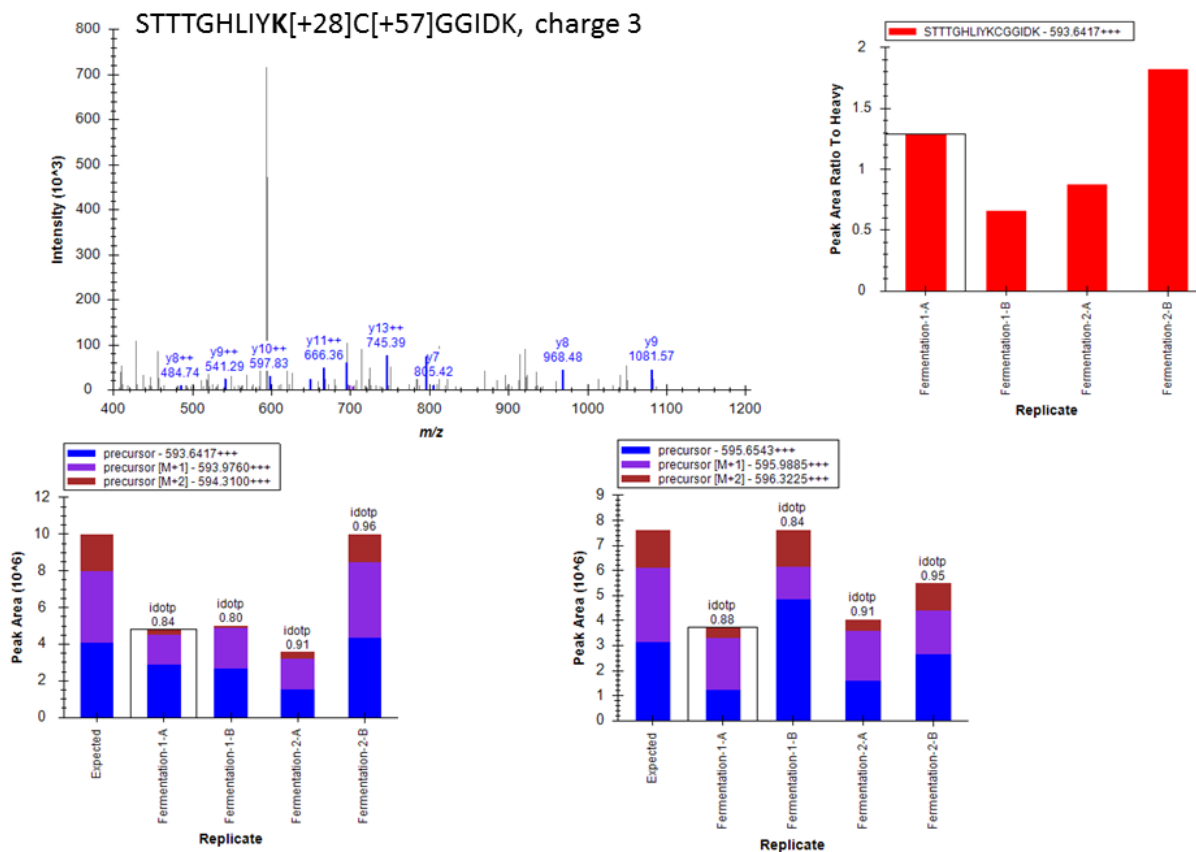 STTTGHLIYK[+28]C[+57]GGIDK, charge 3
800
700
600
500
400
300
200
100
0
Intensity (10^3)
y8++
484.74
y9++
541.29
y10++
597.83
y11++
666.36
y13++
745.39
y7
805.42
y8
968.48
y9
1081.57
400
500
600
700
800
900
1000
1100
1200
m/z
STTTGHLIYKCGGIDK - 593.6417+++
2
1.5
1
0.5
0
Peak Area Ratio To Heavy
Fermentation-1-A
Fermentation-1-B
Fermentation-2-A
Fermentation-2-B
Replicate
precursor - 593.6417+++
precursor [M+1] - 593.9760+++
precursor [M+2] - 594.3100+++
12
10
8
6
4
2
0
Peak Area (10^6)
idotp
0.84
idotp
0.80
idotp
0.91
idotp
0.96
Expected
Fermentation-1-A
Fermentation-1-B
Fermentation-2-A
Fermentation-2-B
Replicate
precursor - 595.6543+++
precursor [M+1] - 595.9885+++
precursor [M+2] - 596.3225+++
9
8
7
6
5
4
3
2
1
0
Peak Area (10^6)
idotp
0.88
idotp
0.84
idotp
0.91
idotp
0.95
Expected
Fermentation-1-A
Fermentation-1-B
Fermentation-2-A
Fermentation-2-B
Replicate